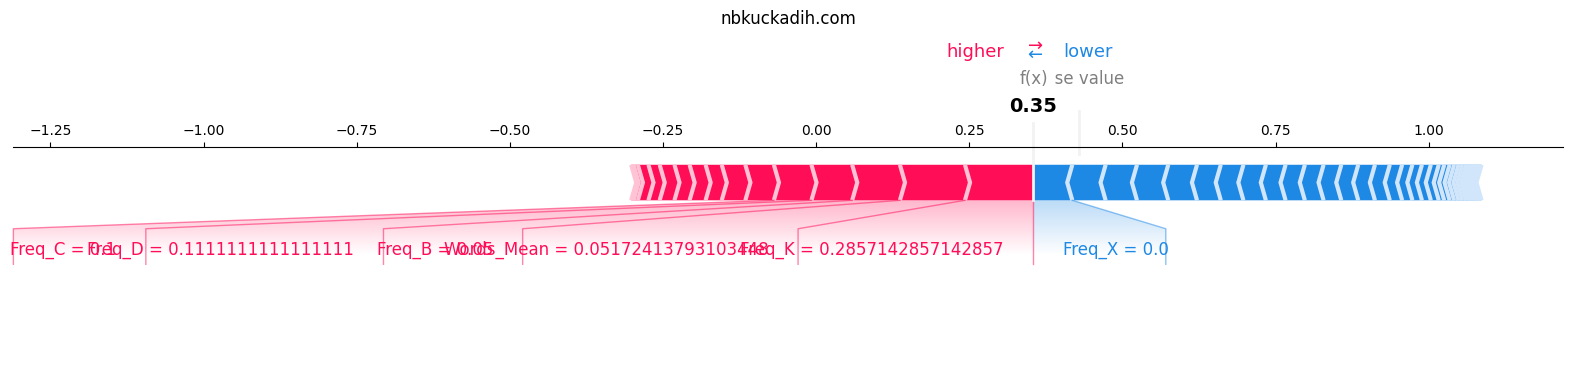 nbkuckadih.com
higher ⇄ lower
f(x) se value
0.35
−1.25 −1.00 −0.75 −0.50 −0.25 0.00 0.25 0.50 0.75 1.00
Freq_C = 0.1 Freq_D = 0.1111111111111111 Freq_B = 0.05 Words_Mean = 0.05172413793103448 Freq_K = 0.2857142857142857 Freq_X = 0.0